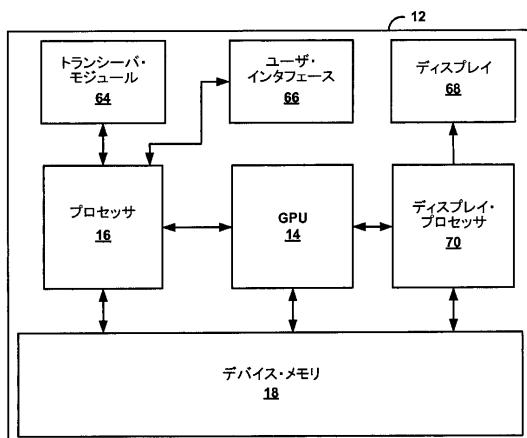 12
トランシーバ・
モジュール
64
ユーザ・
インタフェース
66
ディスプレイ
68
プロセッサ
16
GPU
14
ディスプレイ・
プロセッサ
70
デバイス・メモリ
18